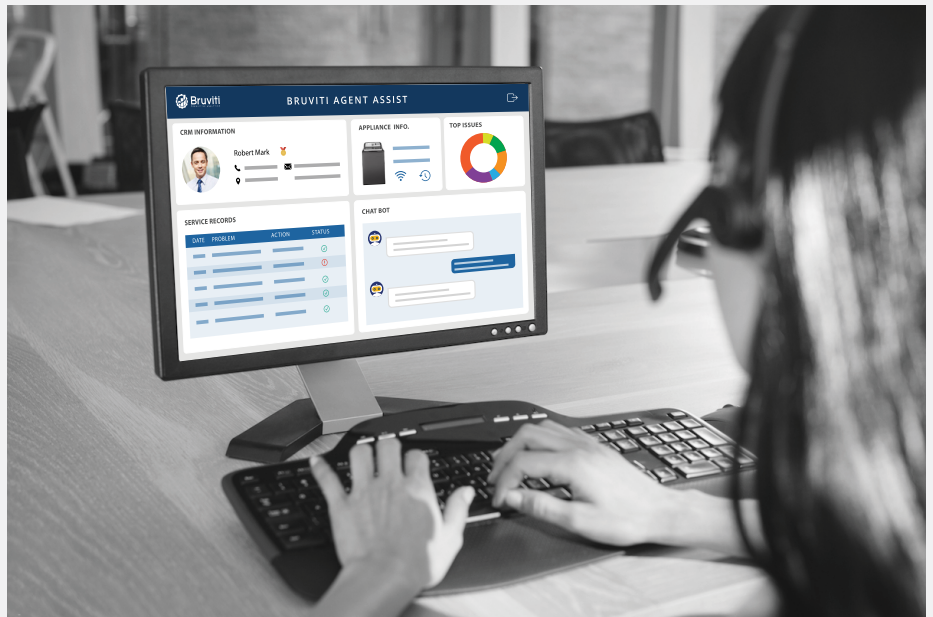 Bruviti
BRUVITI AGENT ASSIST
CRM INFORMATION
Robert Mark
APPLIANCE INFO.
TOP ISSUES
SERVICE RECORDS
DATE PROBLEM ACTION STATUS
CHAT BOT